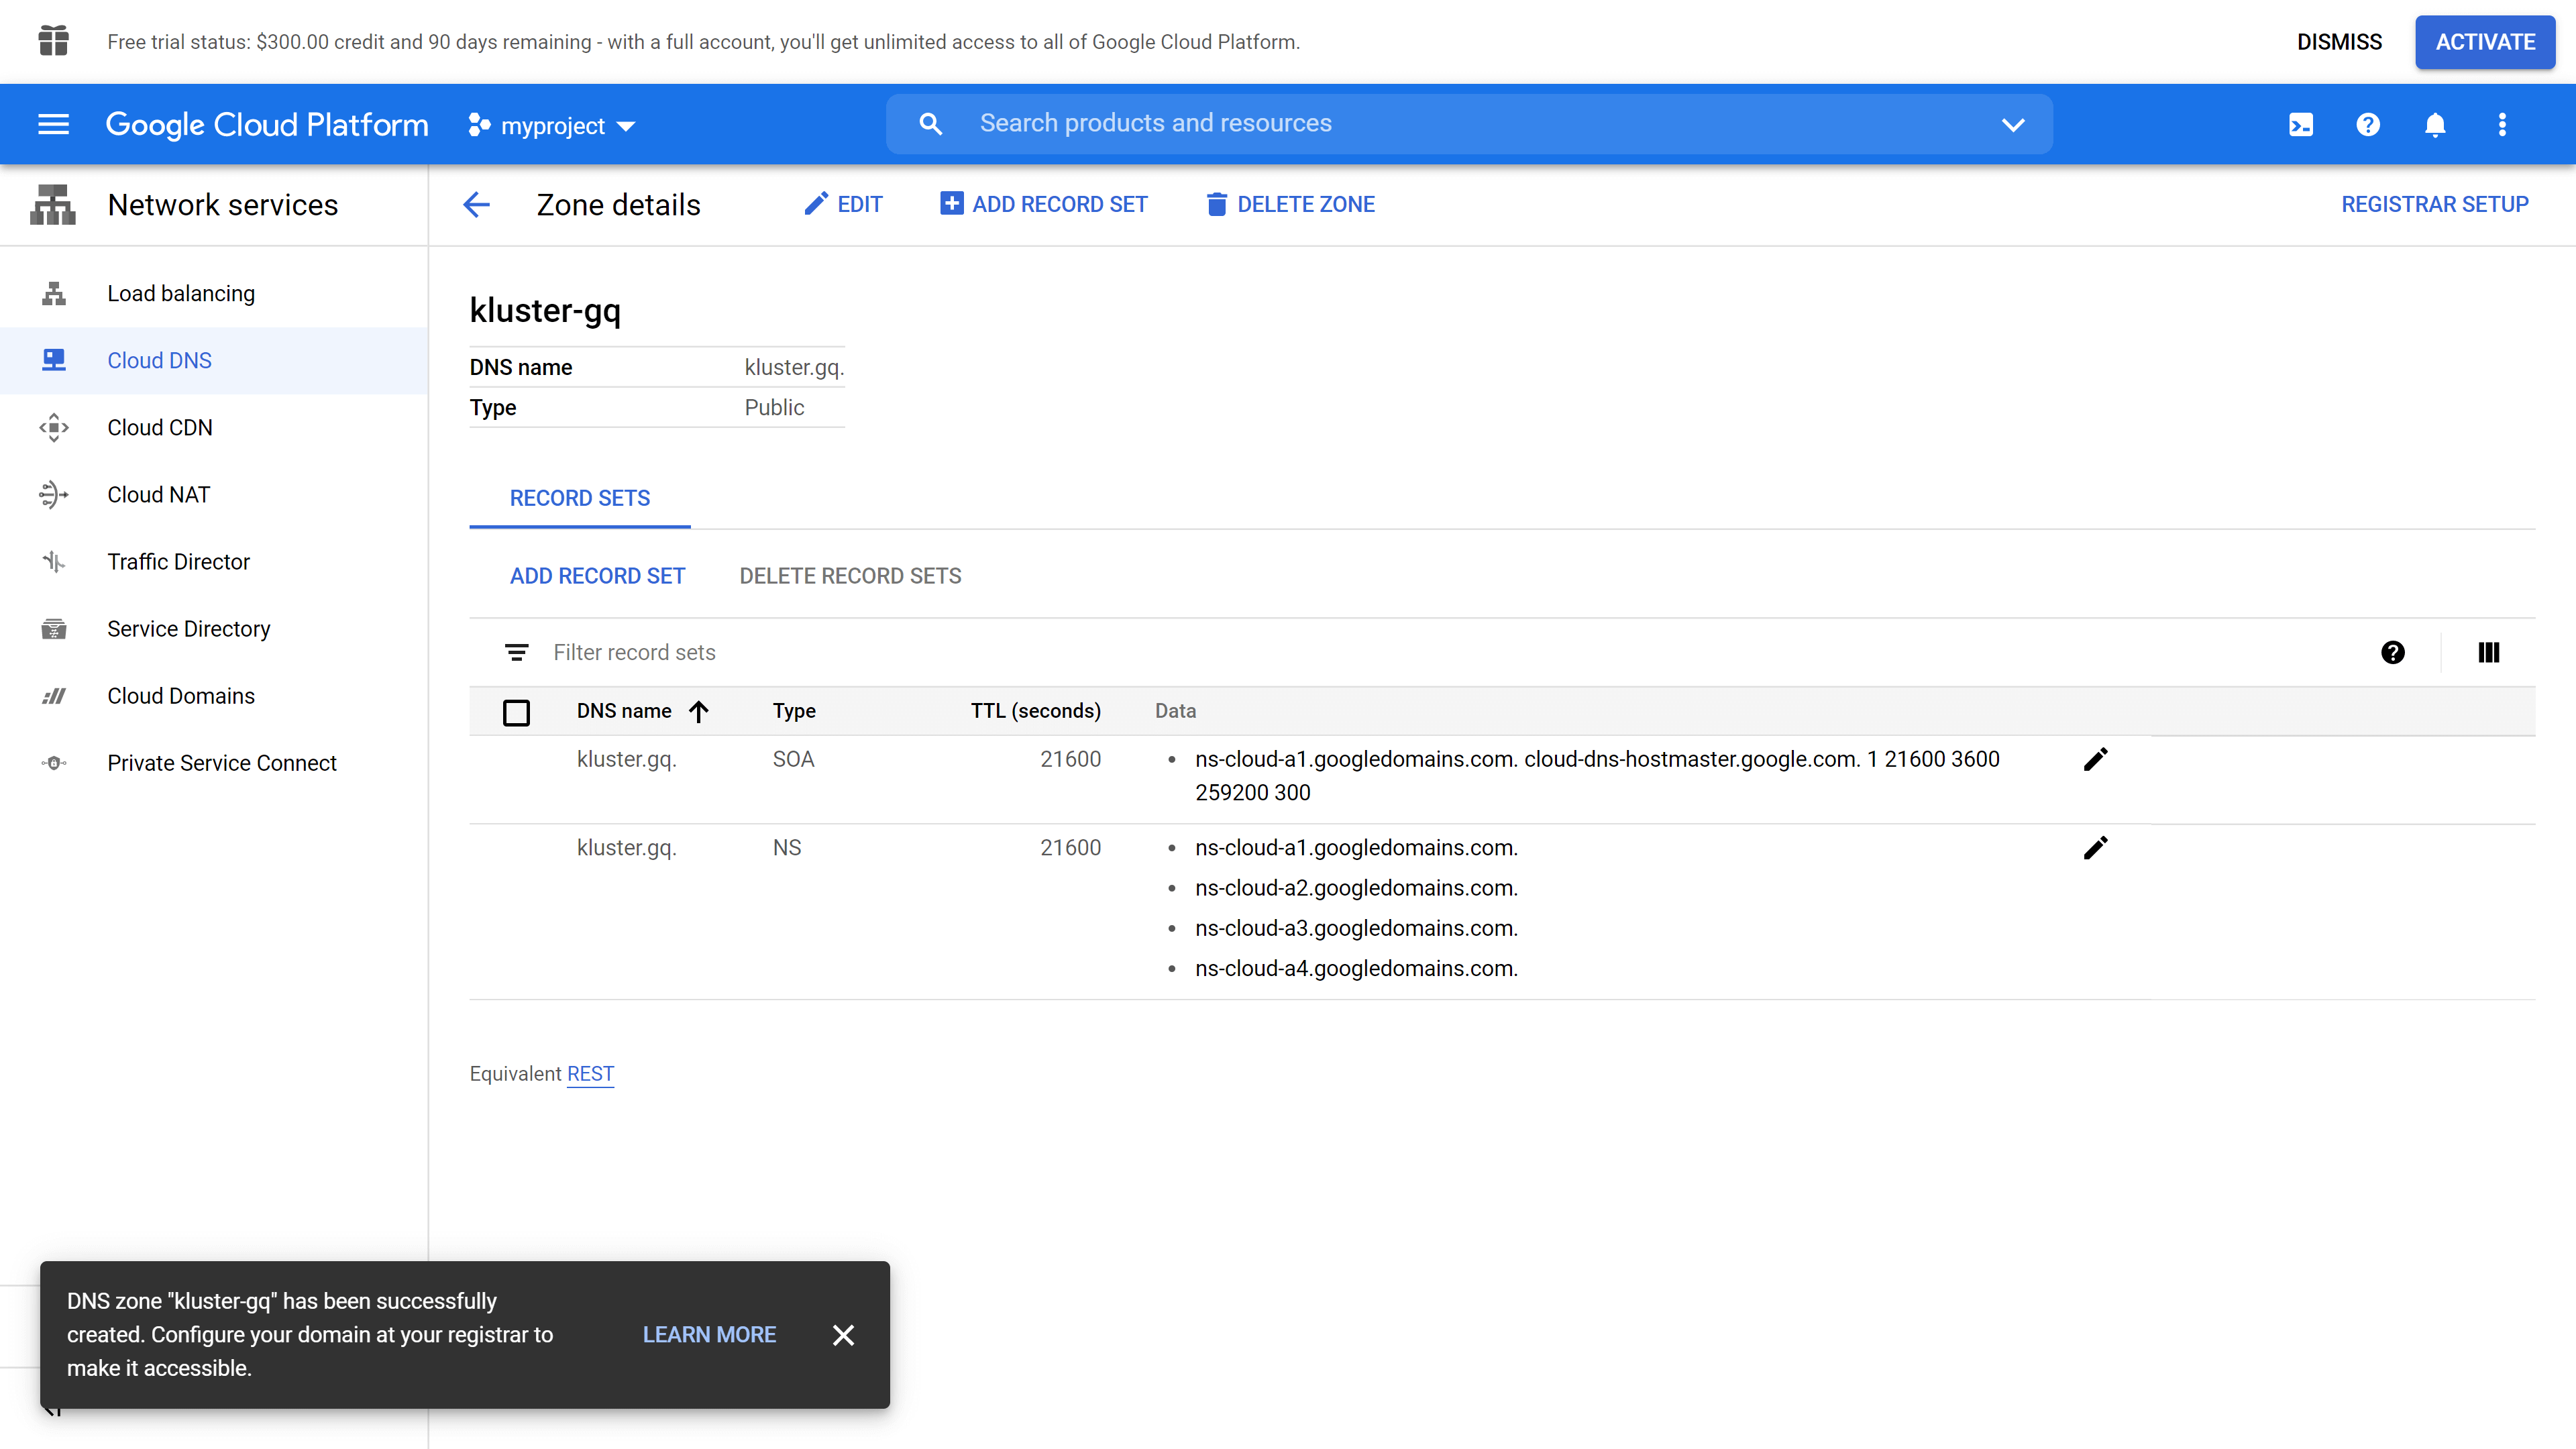 Free trial status: $300.00 credit and 90 days remaining - with a full account, you'll get unlimited access to all of Google Cloud Platform.
DISMISS
ACTIVATE
Google Cloud Platform
myproject
Search products and resources
Network services
Zone details
EDIT
ADD RECORD SET
DELETE ZONE
REGISTRAR SETUP
Load balancing
Cloud DNS
Cloud CDN
Cloud NAT
Traffic Director
Service Directory
Cloud Domains
Private Service Connect
kluster-gq
DNS name kluster.gq.
Type Public
RECORD SETS
ADD RECORD SET DELETE RECORD SETS
Filter record sets
DNS name Type TTL (seconds) Data
kluster.gq. SOA 21600 ns-cloud-a1.googledomains.com. cloud-dns-hostmaster.google.com. 1 21600 3600
259200 300
kluster.gq. NS 21600 ns-cloud-a1.googledomains.com.
ns-cloud-a2.googledomains.com.
ns-cloud-a3.googledomains.com.
ns-cloud-a4.googledomains.com.
Equivalent REST
DNS zone "kluster-gq" has been successfully
created. Configure your domain at your registrar to
make it accessible.
LEARN MORE